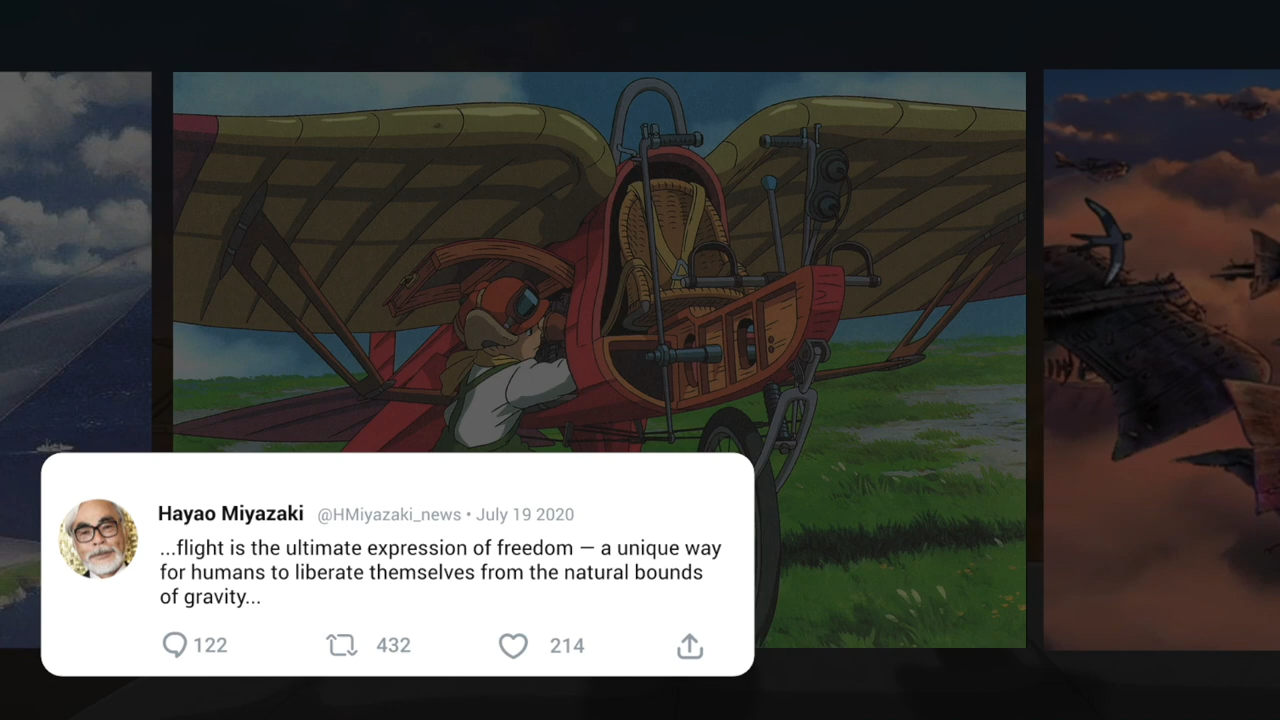 Hayao Miyazaki @HMiyazaki_news • July 19 2020
...flight is the ultimate expression of freedom — a unique way
for humans to liberate themselves from the natural bounds
of gravity...
122 432 214